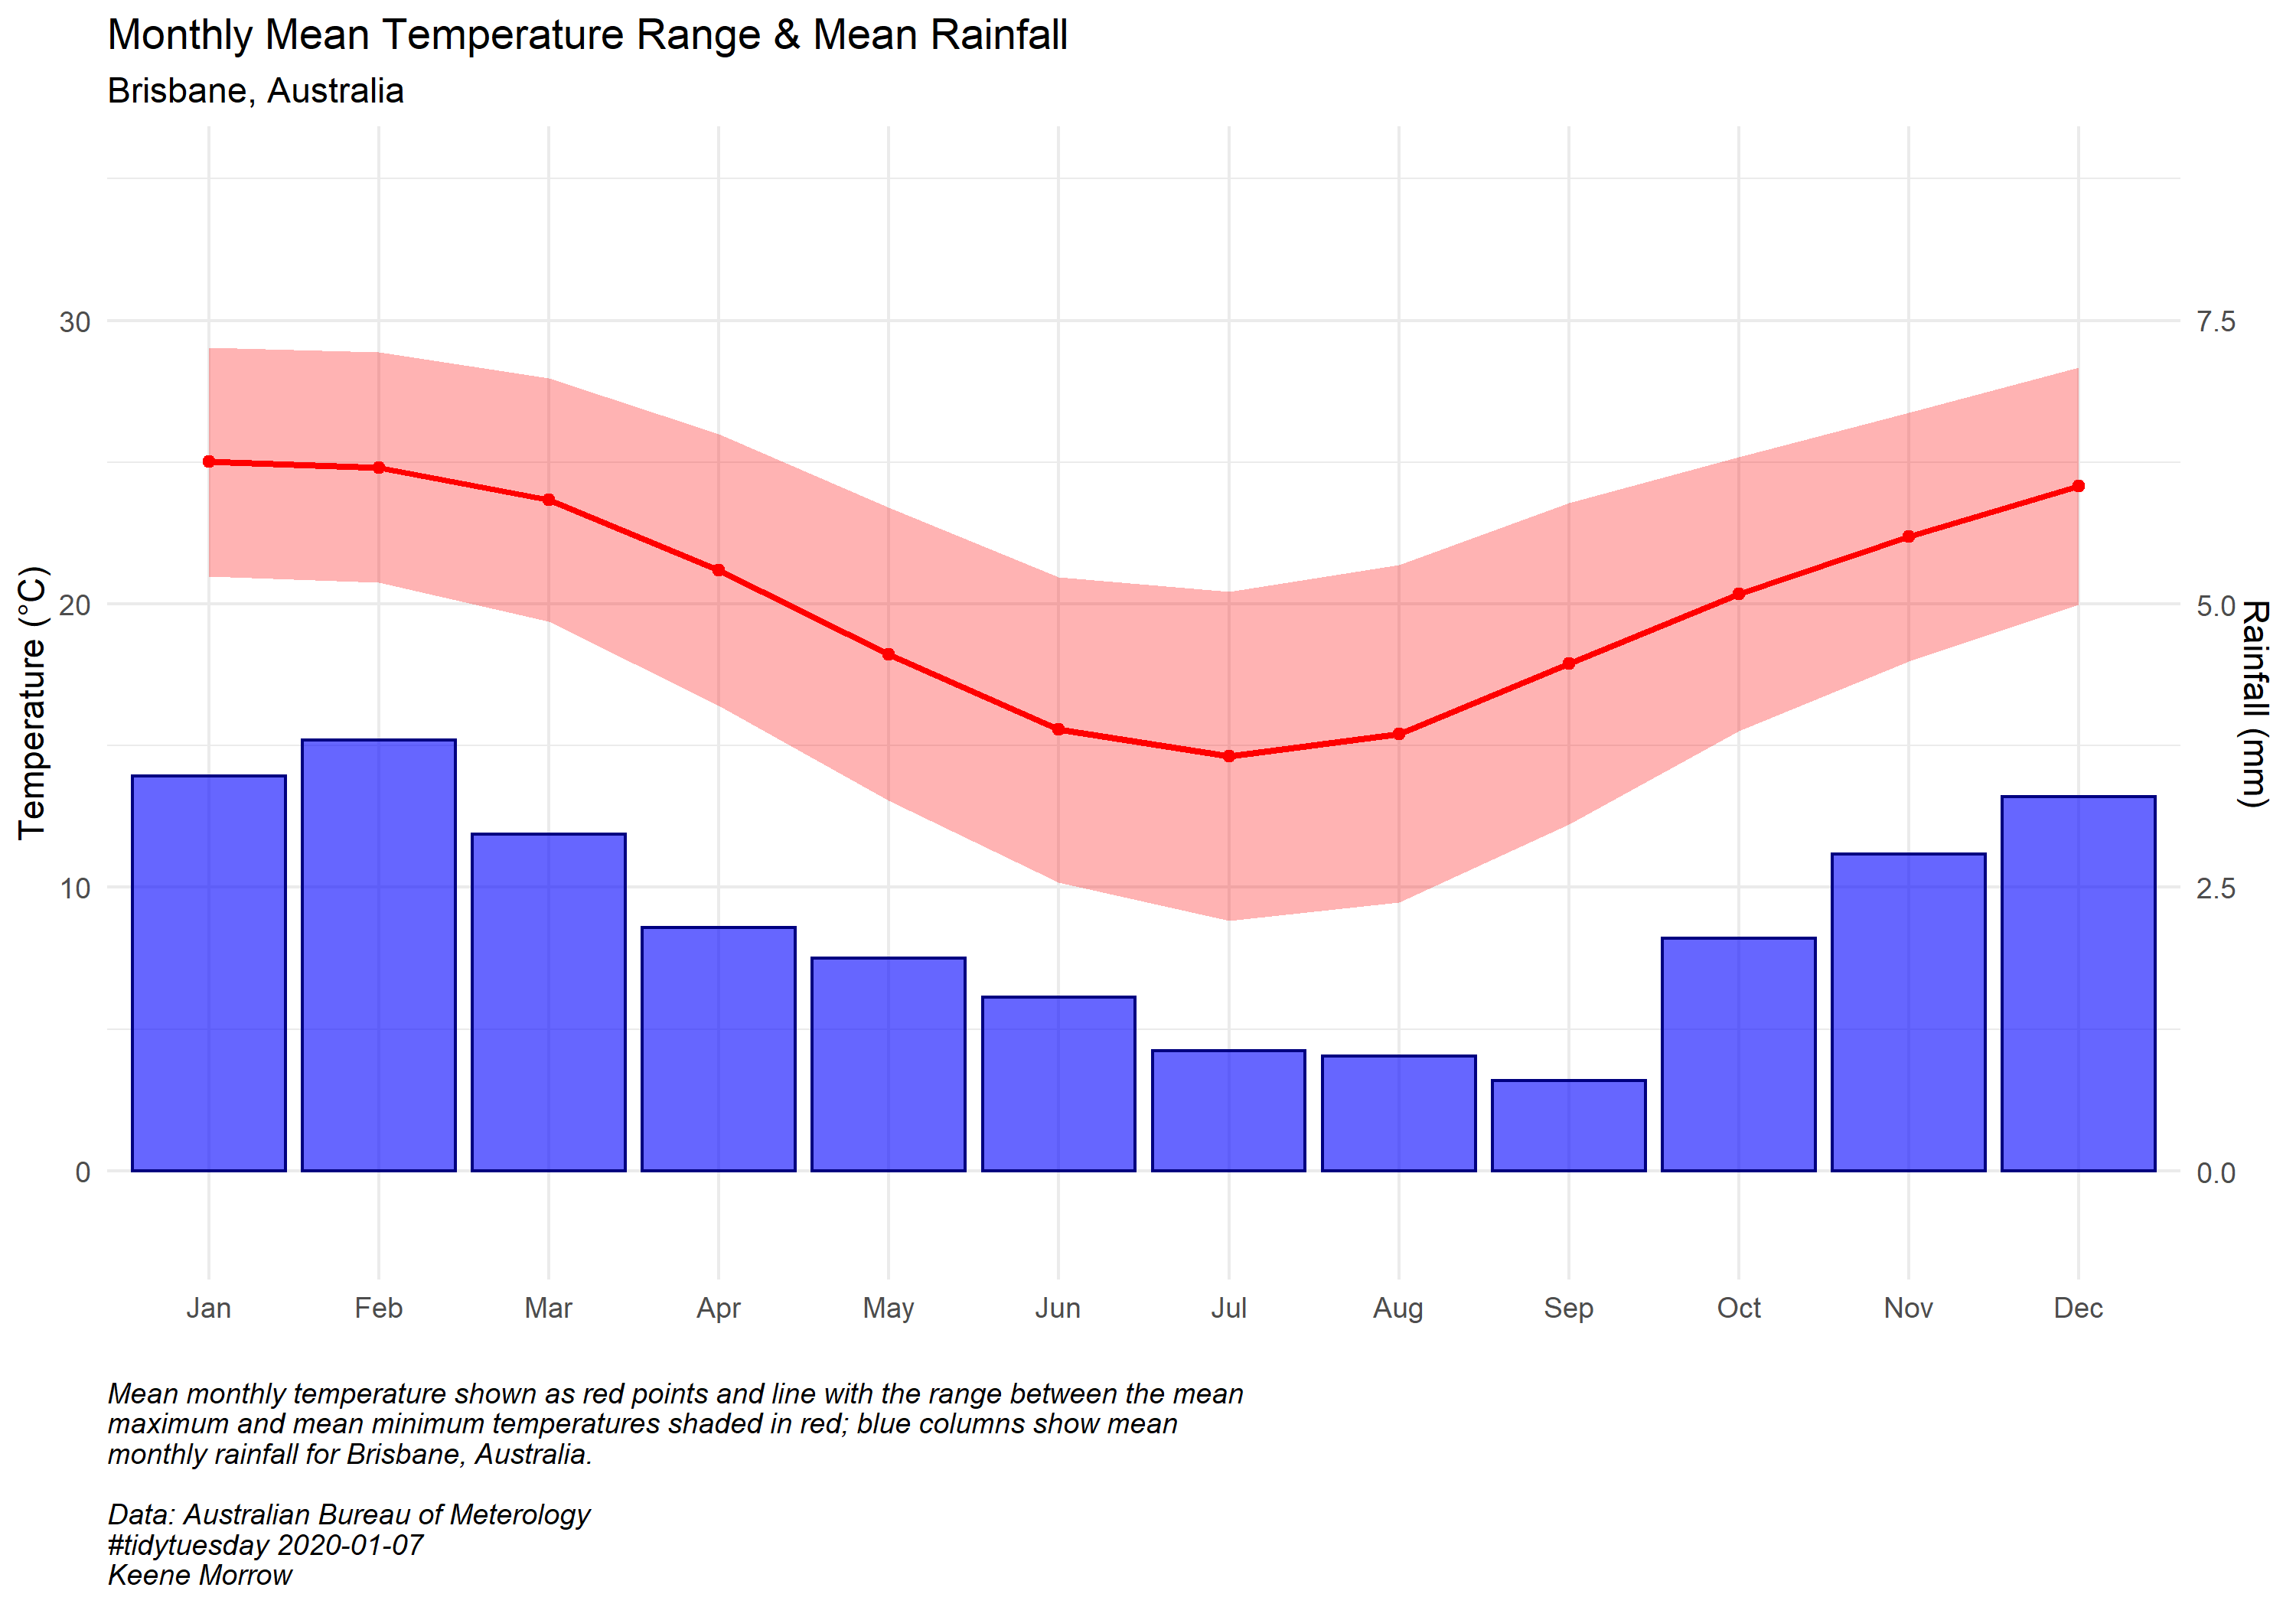 Monthly Mean Temperature Range & Mean Rainfall
Brisbane, Australia
Temperature (°C)
30
20
10
0
7.5
5.0
2.5
0.0
Rainfall (mm)
Jan Feb Mar Apr May Jun Jul Aug Sep Oct Nov Dec
Mean monthly temperature shown as red points and line with the range between the mean
maximum and mean minimum temperatures shaded in red; blue columns show mean
monthly rainfall for Brisbane, Australia.
Data: Australian Bureau of Meterology
#tidytuesday 2020-01-07
Keene Morrow